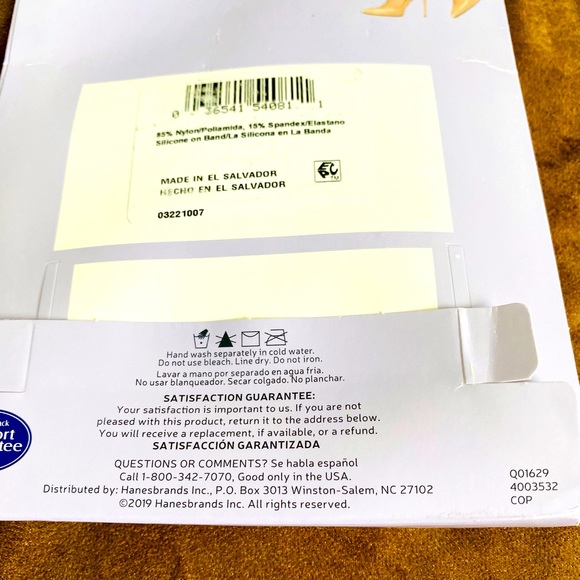 0 36541 54081 1
85% Nylon/Poliamida, 15% Spandex/Elastano
Silicone on Band/La Silicona en La Banda
MADE IN EL SALVADOR
HECHO EN EL SALVADOR
TM
03221007
Hand wash separately in cold water.
Do not use bleach. Line dry. Do not iron.
Lavar a mano por separado en agua fria.
No usar blanqueador. Secar colgado. No planchar.
SATISFACTION GUARANTEE:
Your satisfaction is important to us. If you are not
pleased with this product, return it to the address below.
You will receive a replacement, if available, or a refund.
SATISFACCIÓN GARANTIZADA
QUESTIONS OR COMMENTS? Se habla español
Call 1-800-342-7070, Good only in the USA.
Distributed by: Hanesbrands Inc., P.O. Box 3013 Winston-Salem, NC 27102
©2019 Hanesbrands Inc. All rights reserved.
Q01629
4003532
COP